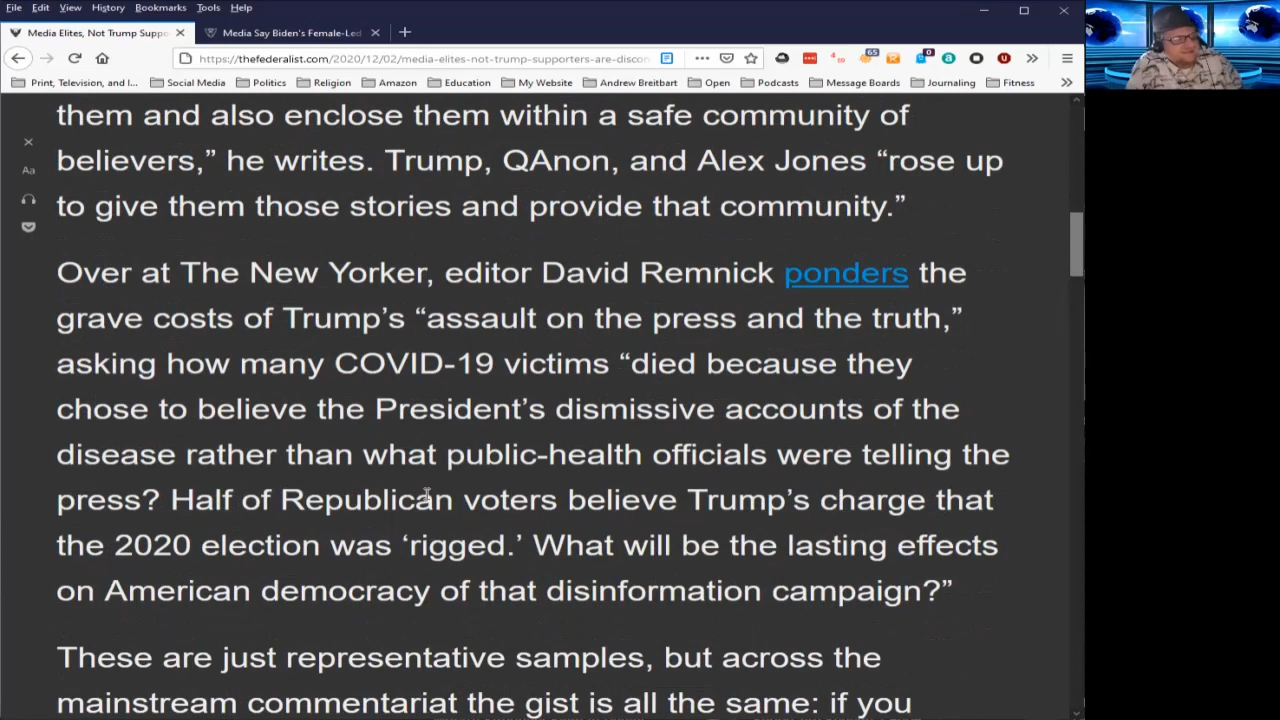 File Edit View History Bookmarks Tools Help
Media Elites, Not Trump Suppo
Media Say Biden's Female-Led
https://thefederalist.com/2020/12/22/media-elites-not-trump-supporters-are-discon
65
0
Print, Television, and I... Social Media Politics Religion Amazon Education My Website Andrew Breitbart Open Podcasts Message Boards Journaling Fitness
Aa
them and also enclose them within a safe community of
believers,” he writes. Trump, QAnon, and Alex Jones “rose up
to give them those stories and provide that community.”
Over at The New Yorker, editor David Remnick ponders the
grave costs of Trump’s “assault on the press and the truth,”
asking how many COVID-19 victims “died because they
chose to believe the President’s dismissive accounts of the
disease rather than what public-health officials were telling the
press? Half of Republican voters believe Trump’s charge that
the 2020 election was ‘rigged.’ What will be the lasting effects
on American democracy of that disinformation campaign?”
These are just representative samples, but across the
mainstream commentariat the gist is all the same: if you